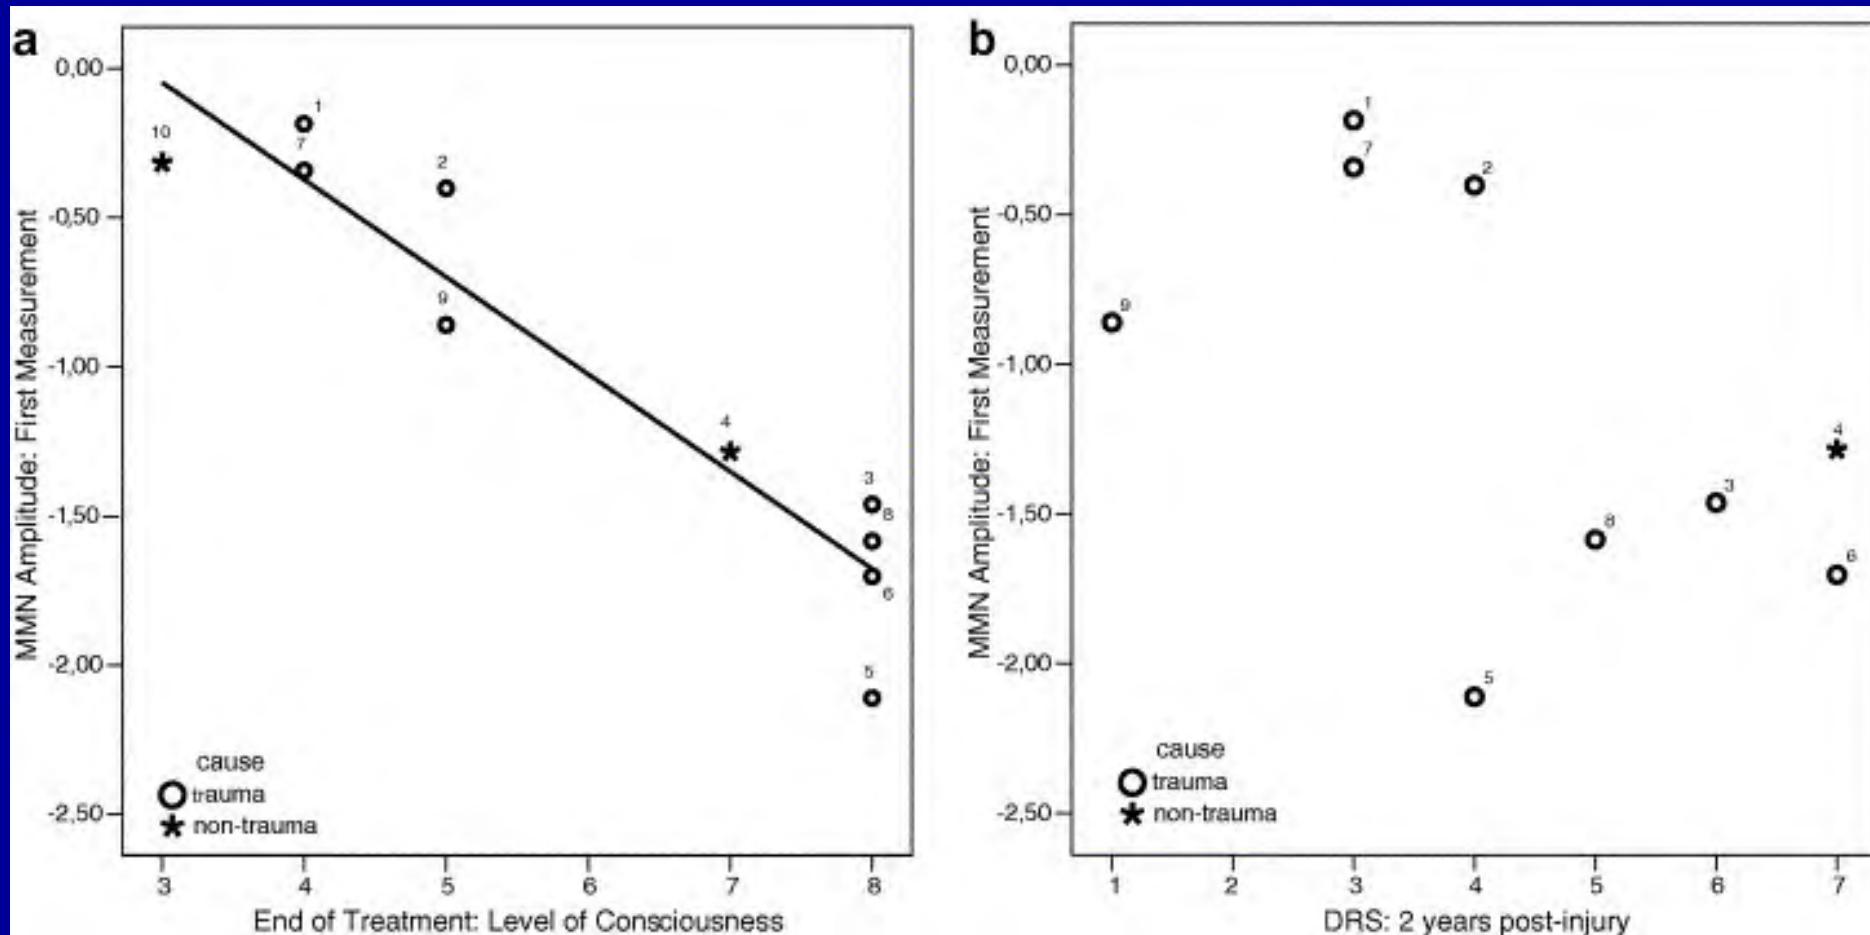 a
0,00
-0,50
-1,00
-1,50
-2,00
-2,50
MMN Amplitude: First Measurement
10
1
7
2
9
4
3
8
6
5
cause
trauma
non-trauma
3 4 5 6 7 8
End of Treatment: Level of Consciousness
b
0,00
-0,50
-1,00
-1,50
-2,00
-2,50
MMN Amplitude: First Measurement
1
7
2
9
4
3
8
6
5
cause
trauma
non-trauma
1 2 3 4 5 6 7
DRS: 2 years post-injury